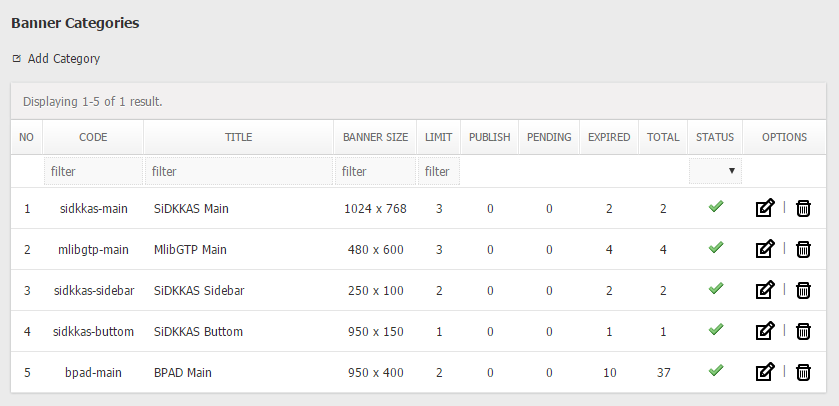 Banner Categories
Add Category
Displaying 1-5 of 1 result.
NO CODE TITLE BANNER SIZE LIMIT PUBLISH PENDING EXPIRED TOTAL STATUS OPTIONS
filter filter filter filter
1 sidkkas-main SiDKKAS Main 1024 x 768 3 0 0 2 2 |
2 mlibgtp-main MlibGTP Main 480 x 600 3 0 0 4 4 |
3 sidkkas-sidebar SiDKKAS Sidebar 250 x 100 2 0 0 2 2 |
4 sidkkas-buttom SiDKKAS Buttom 950 x 150 1 0 0 1 1 |
5 bpad-main BPAD Main 950 x 400 2 0 0 10 37 |